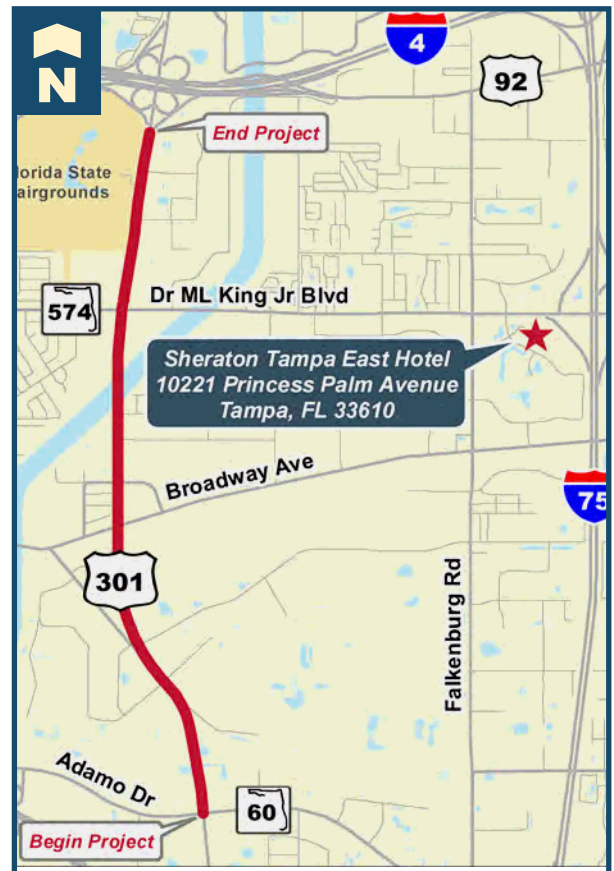 N
4
92
End Project
lorida State
airgrounds
Dr ML King Jr Blvd
574
Sheraton Tampa East Hotel
10221 Princess Palm Avenue
Tampa, FL 33610
Broadway Ave
75
301
Falkenburg Rd
Adamo Dr
60
Begin Project